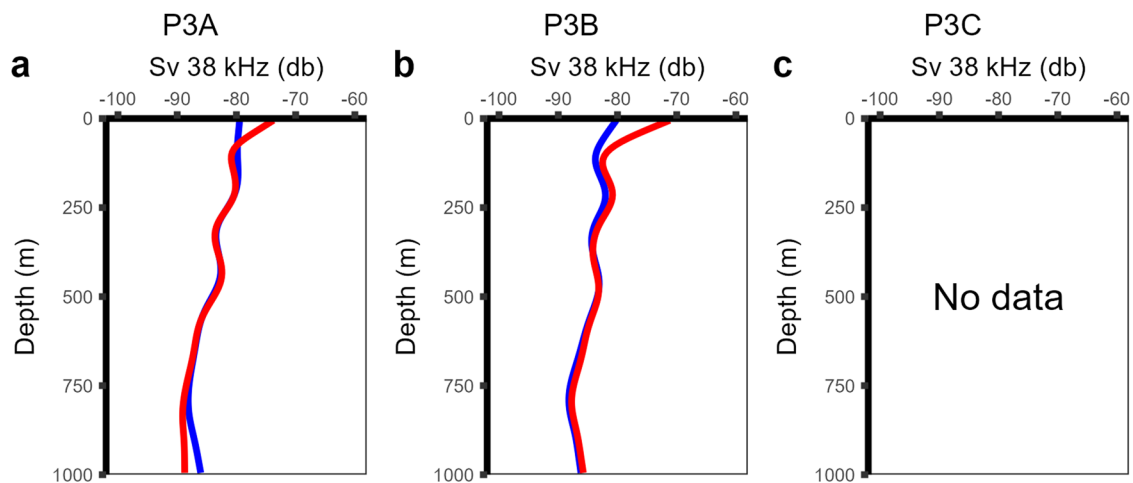 P3A P3B P3C
a b c
Sv 38 kHz (db) Sv 38 kHz (db) Sv 38 kHz (db)
-100 -90 -80 -70 -60 -100 -90 -80 -70 -60 -100 -90 -80 -70 -60
0 0 0
250 250 250
Depth (m) Depth (m) Depth (m)
500 500 500
No data
750 750 750
1000 1000 1000